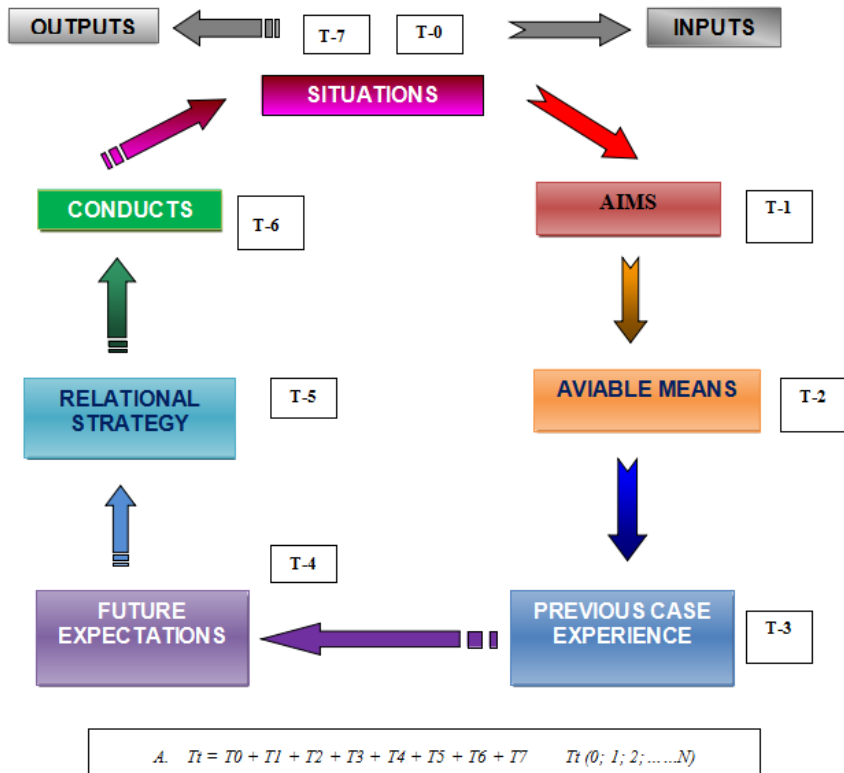 OUTPUTS
T-7
T-0
INPUTS
SITUATIONS
CONDUCTS
T-6
AIMS
T-1
RELATIONAL
STRATEGY
T-5
AVIABLE MEANS
T-2
FUTURE
EXPECTATIONS
T-4
PREVIOUS CASE
EXPERIENCE
T-3
A. Tt = T0 + T1 + T2 + T3 + T4 + T5 + T6 + T7 Tt (0; 1; 2; ......N)